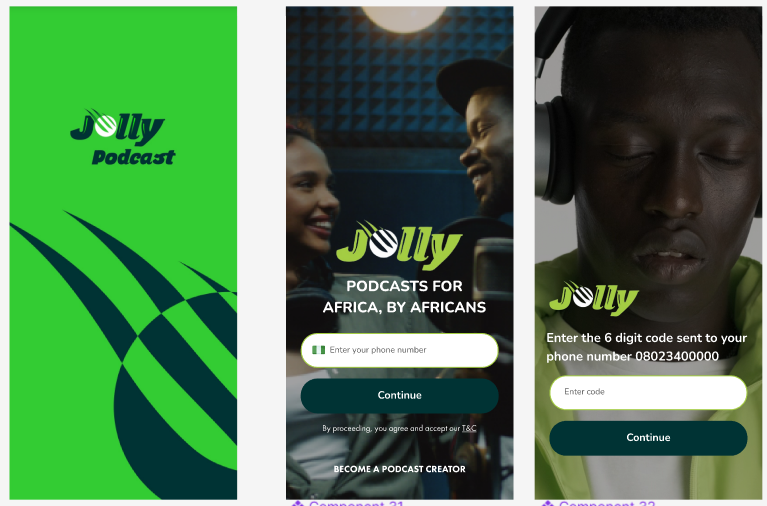 Jolly
Podcast
Jolly
PODCASTS FOR
AFRICA, BY AFRICANS
Enter your phone number
Continue
By proceeding, you agree and accept our T&C
BECOME A PODCAST CREATOR
Component 31
Jolly
Enter the 6 digit code sent to your
phone number 08023400000
Enter code
Continue
Component 32